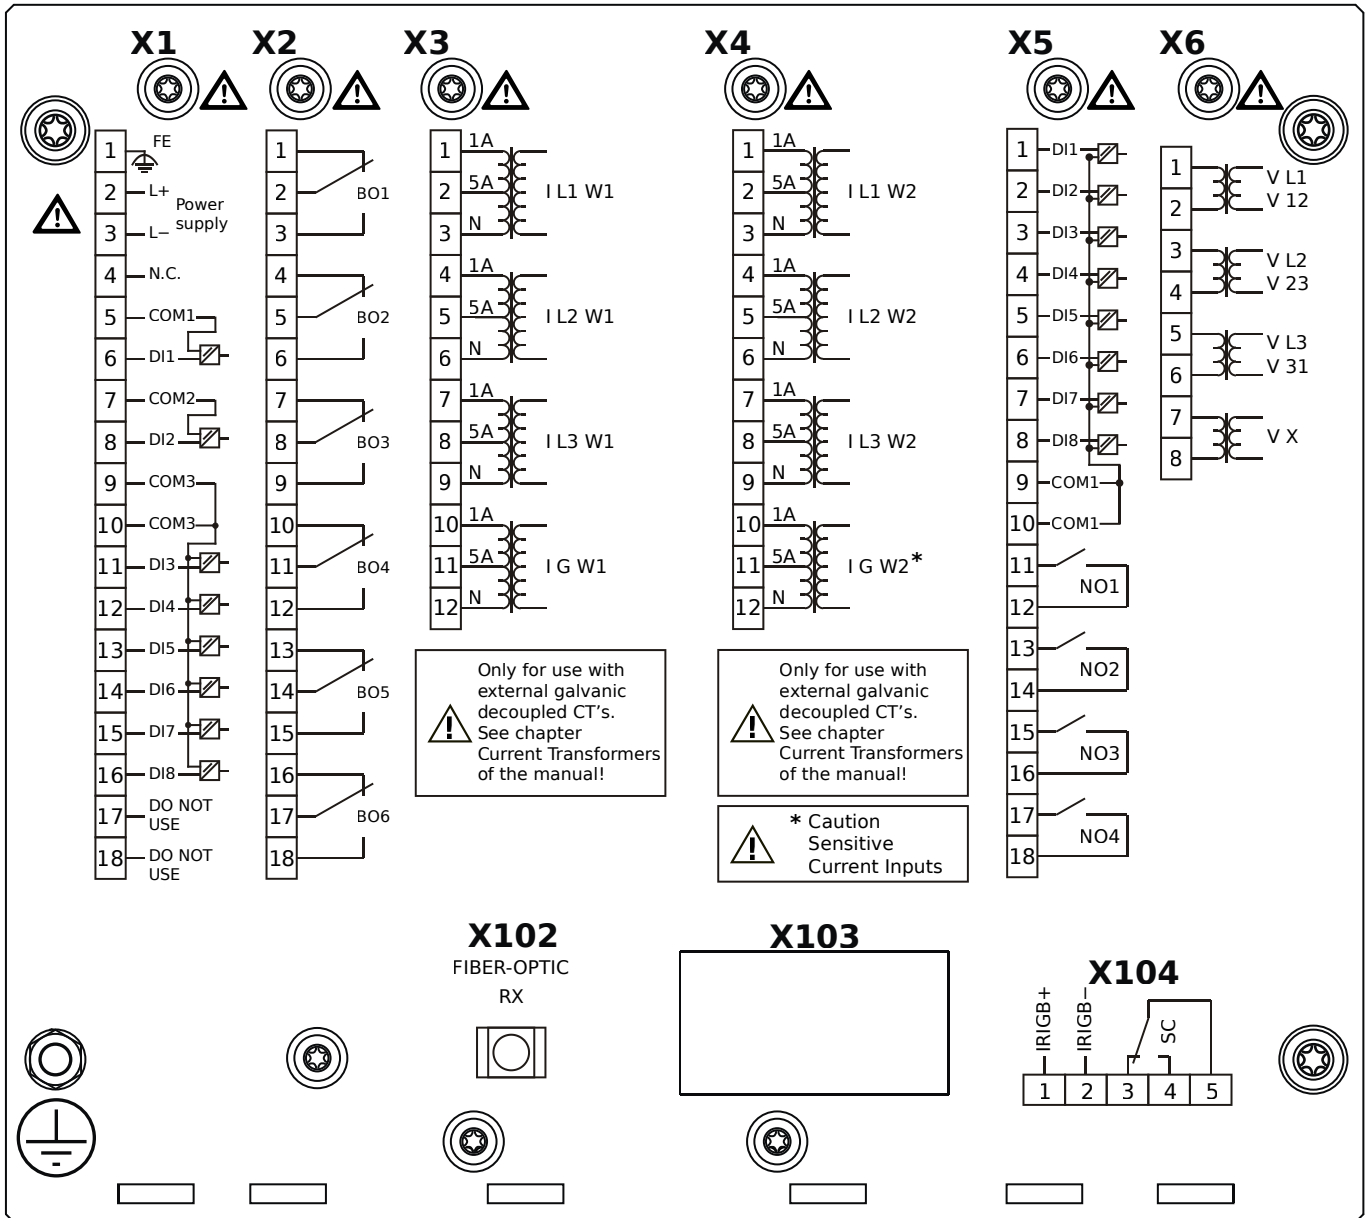 X1
1
FE
2
L+
Power
supply
3
L−
4
N.C.
5
COM1
6
DI1
7
COM2
8
DI2
9
COM3
10
COM3
11
DI3
12
DI4
13
DI5
14
DI6
15
DI7
16
DI8
17
DO NOT
USE
18
DO NOT
USE
X2
1
2
BO1
3
4
5
BO2
6
7
8
BO3
9
10
11
BO4
12
13
14
BO5
15
16
17
BO6
18
X3
1
1A
2
5A
I L1 W1
3
N
4
1A
5
5A
I L2 W1
6
N
7
1A
8
5A
I L3 W1
9
N
10
1A
11
5A
I G W1
12
N
!
Only for use with
external galvanic
decoupled CT's.
See chapter
Current Transformers
of the manual!
X4
1
1A
2
5A
I L1 W2
3
N
4
1A
5
5A
I L2 W2
6
N
7
1A
8
5A
I L3 W2
9
N
10
1A
11
5A
I G W2*
12
N
!
Only for use with
external galvanic
decoupled CT's.
See chapter
Current Transformers
of the manual!
!
* Caution
Sensitive
Current Inputs
X5
1
DI1
2
DI2
3
DI3
4
DI4
5
DI5
6
DI6
7
DI7
8
DI8
9
COM1
10
COM1
11
NO1
12
13
NO2
14
15
NO3
16
17
NO4
18
X6
1
V L1
V 12
2
3
V L2
V 23
4
5
V L3
V 31
6
7
V X
8
X102
FIBER-OPTIC
RX
X103
X104
IRIGB+
IRIGB−
SC
1 2 3 4 5